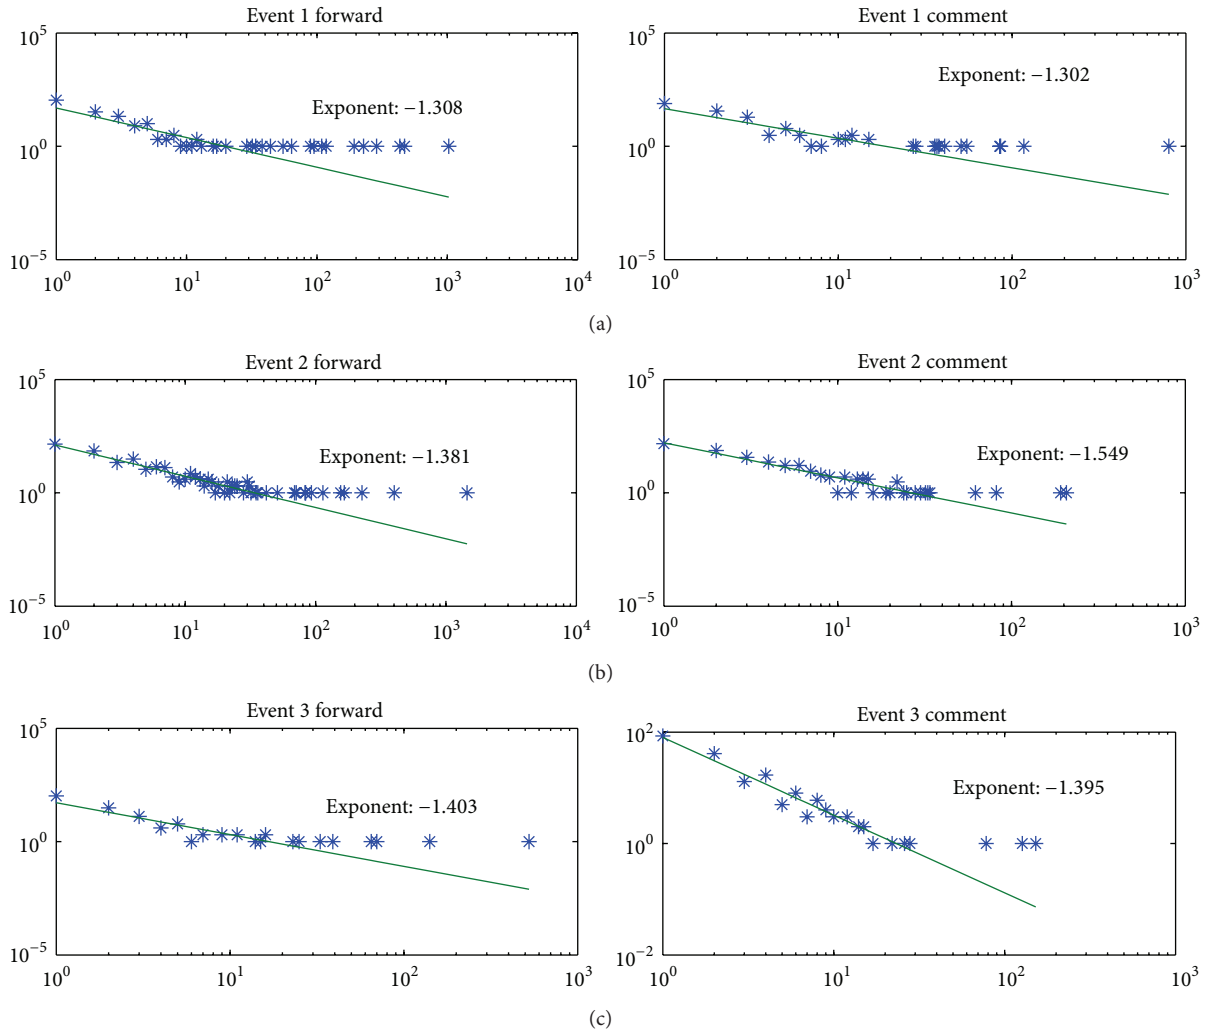 Event 1 forward
10^5
10^0
10^-5
Exponent: −1.308
10^0 10^1 10^2 10^3 10^4
Event 1 comment
10^5
10^0
10^-5
Exponent: −1.302
10^0 10^1 10^2 10^3
(a)
Event 2 forward
10^5
10^0
10^-5
Exponent: −1.381
10^0 10^1 10^2 10^3 10^4
Event 2 comment
10^5
10^0
10^-5
Exponent: −1.549
10^0 10^1 10^2 10^3
(b)
Event 3 forward
10^5
10^0
10^-5
Exponent: −1.403
10^0 10^1 10^2 10^3
Event 3 comment
10^2
10^0
10^-2
Exponent: −1.395
10^0 10^1 10^2 10^3
(c)